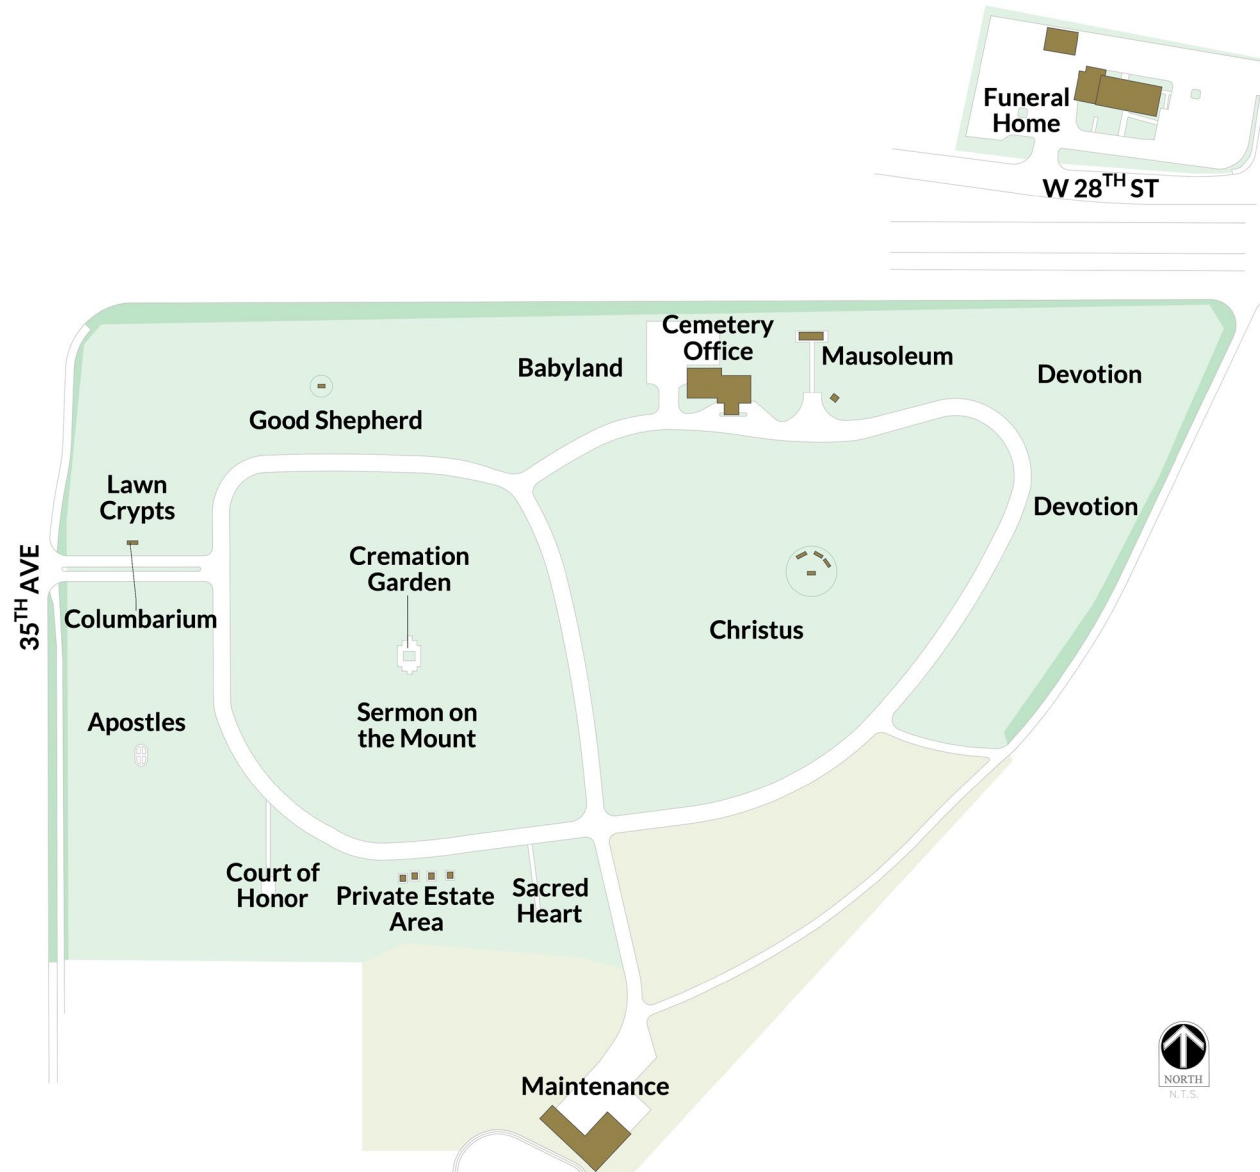 Funeral
Home
W 28TH ST
Cemetery
Office
Babyland
Mausoleum
Devotion
Good Shepherd
Lawn
Crypts
Devotion
35TH AVE
Cremation
Garden
Columbarium
Christus
Sermon on
the Mount
Apostles
Court of
Honor
Private Estate
Area
Sacred
Heart
Maintenance
NORTH
N.T.S.